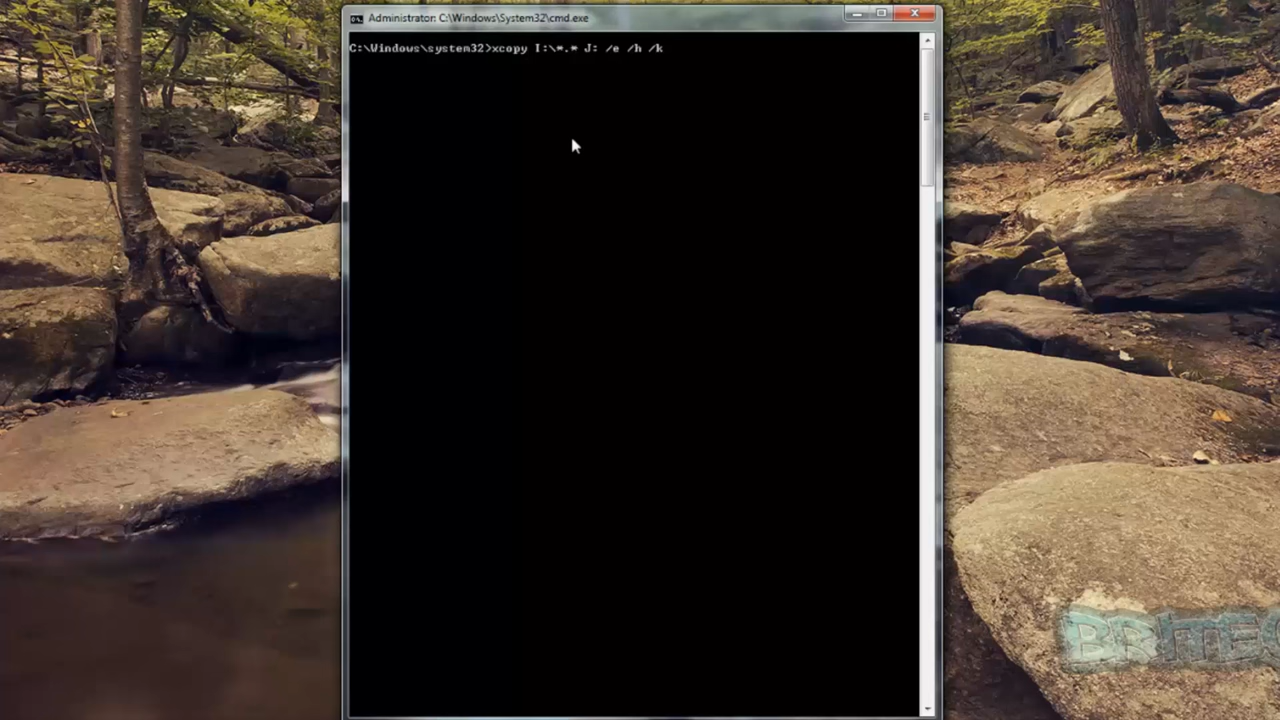 Administrator: C:\Windows\System32\cmd.exe
C:\Windows\system32>xcopy I:\*.* J: /e /h /k